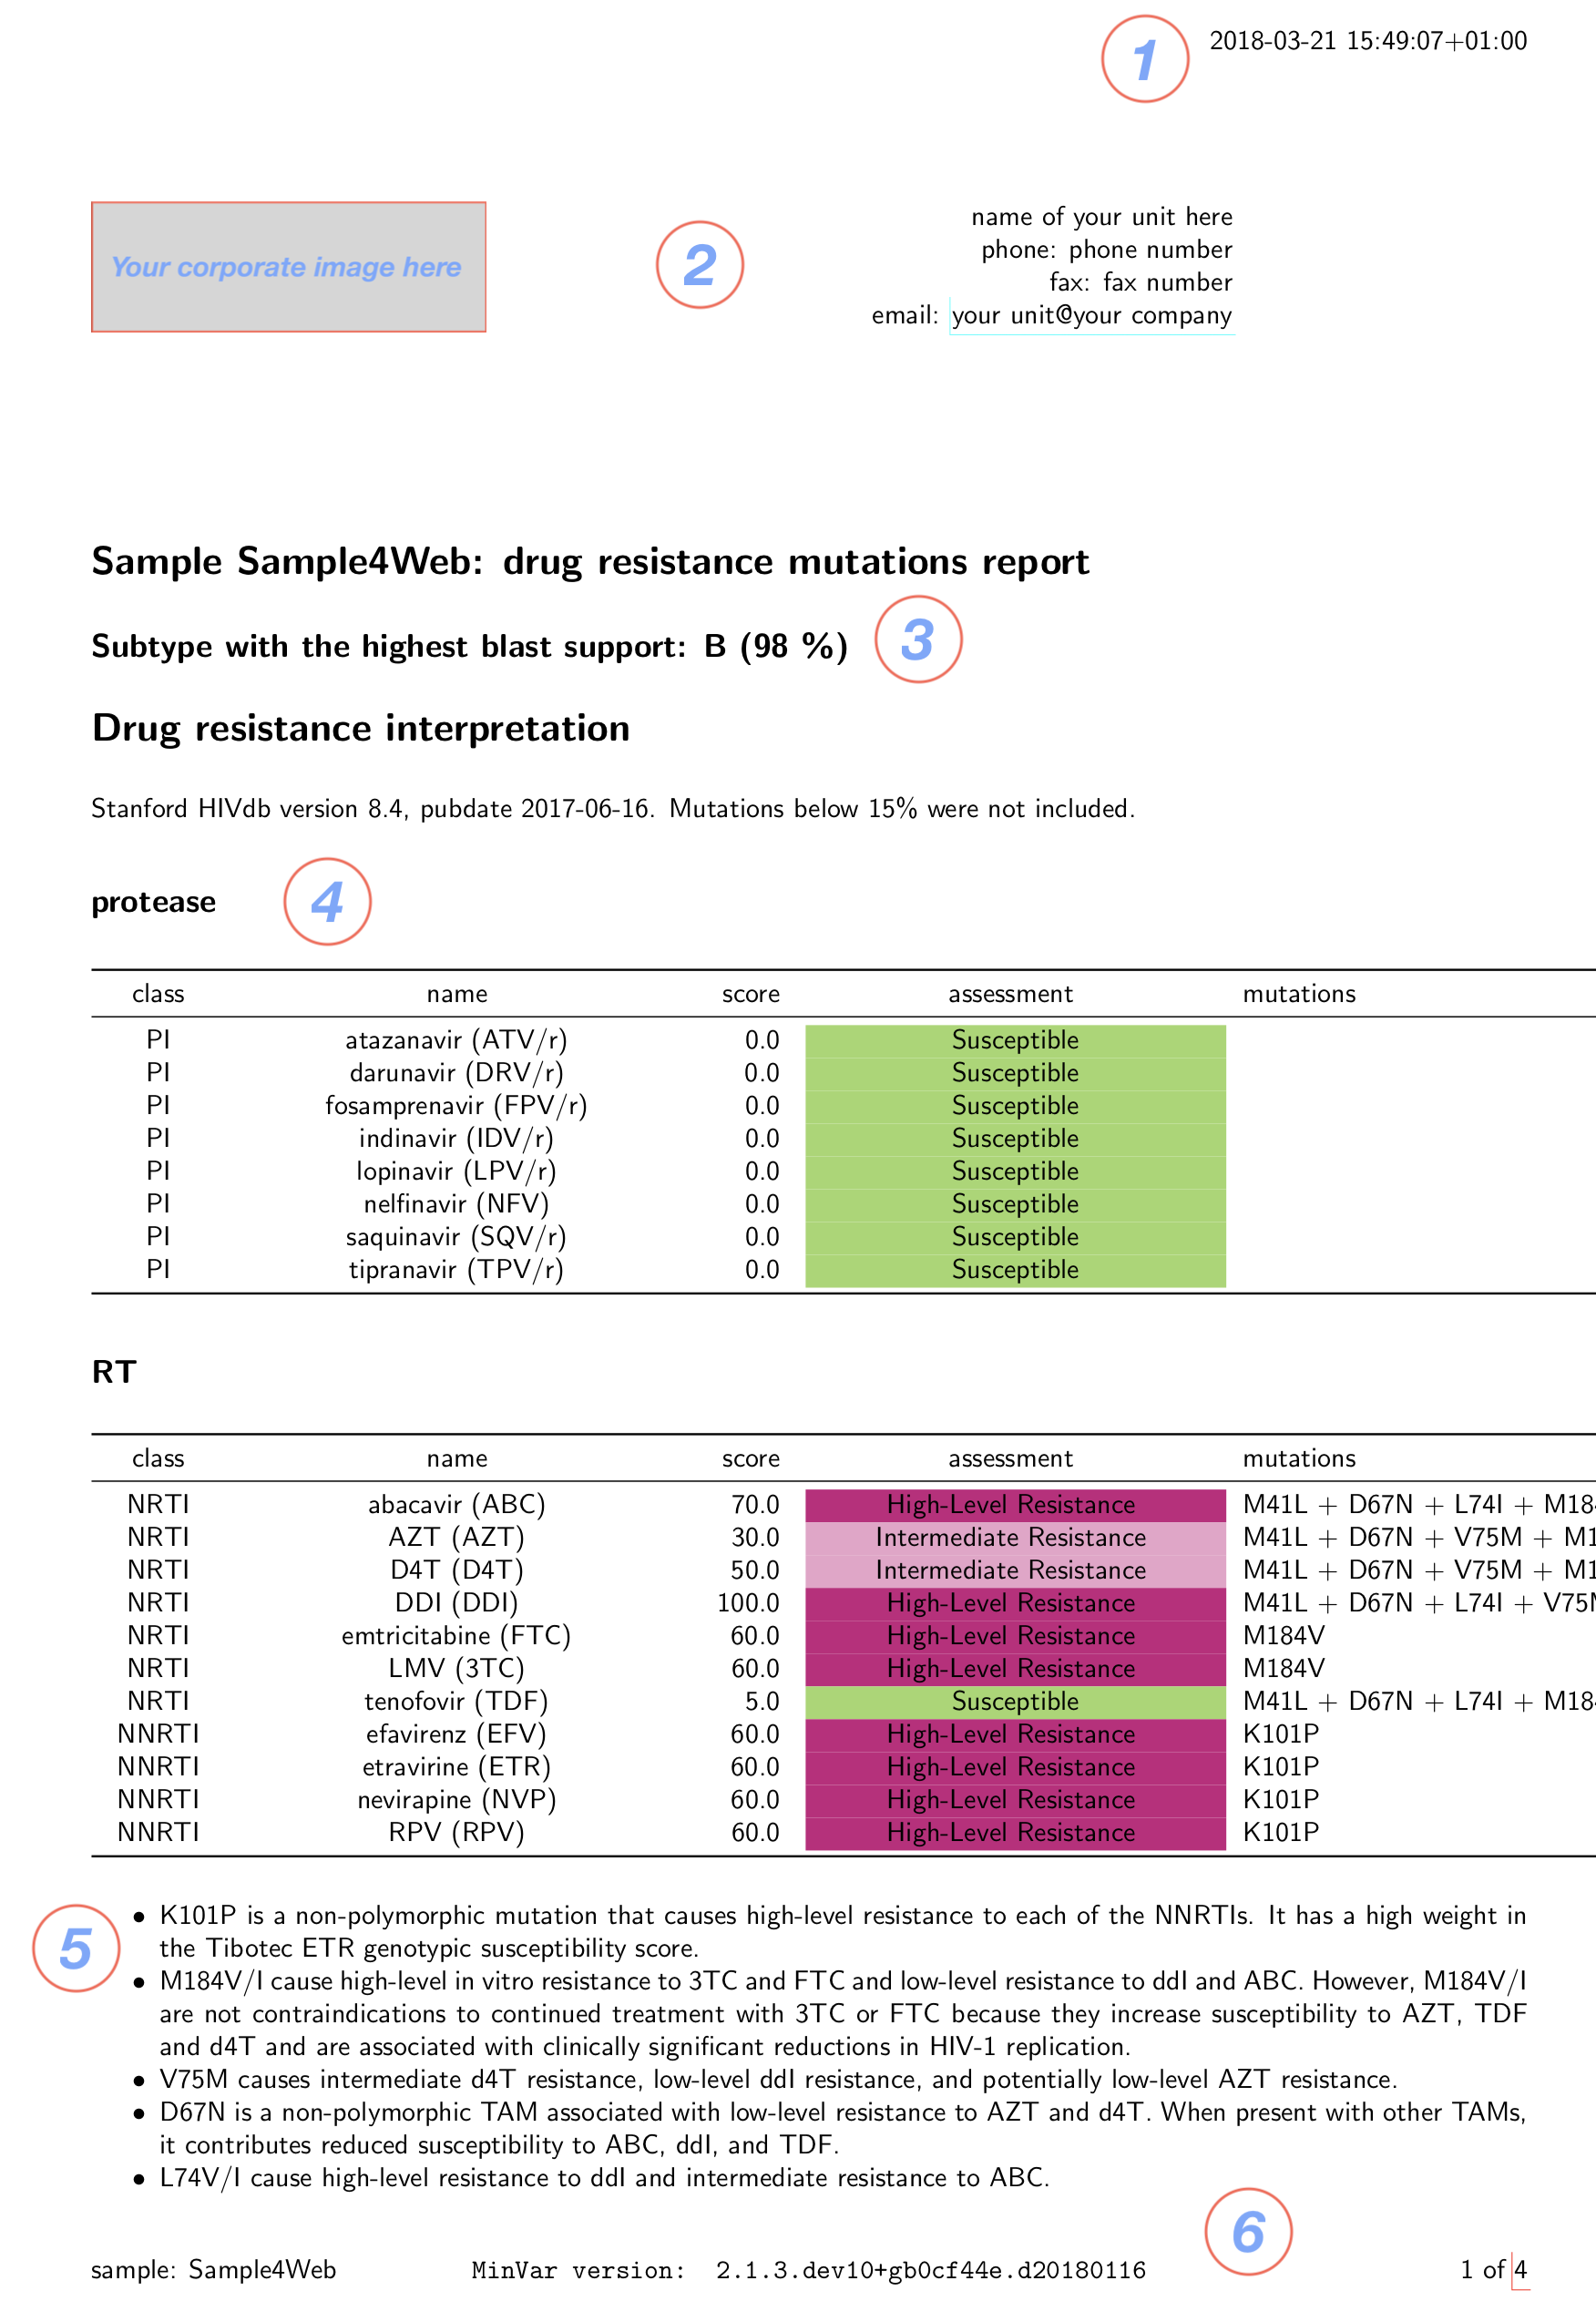 1
2018-03-21 15:49:07+01:00
Your corporate image here
2
name of your unit here
phone: phone number
fax: fax number
email: your unit@your company
Sample Sample4Web: drug resistance mutations report
Subtype with the highest blast support: B (98 %)
3
Drug resistance interpretation
Stanford HIVdb version 8.4, pubdate 2017-06-16. Mutations below 15% were not included.
protease
4
class name score assessment mutations
PI atazanavir (ATV/r) 0.0 Susceptible
PI darunavir (DRV/r) 0.0 Susceptible
PI fosamprenavir (FPV/r) 0.0 Susceptible
PI indinavir (IDV/r) 0.0 Susceptible
PI lopinavir (LPV/r) 0.0 Susceptible
PI nelfinavir (NFV) 0.0 Susceptible
PI saquinavir (SQV/r) 0.0 Susceptible
PI tipranavir (TPV/r) 0.0 Susceptible
RT
class name score assessment mutations
NRTI abacavir (ABC) 70.0 High-Level Resistance M41L + D67N + L74I +
NRTI AZT (AZT) 30.0 Intermediate Resistance M41L + D67N + V75M +
NRTI D4T (D4T) 50.0 Intermediate Resistance M41L + D67N + V75M +
NRTI DDI (DDI) 100.0 High-Level Resistance M41L + D67N + L74I +
NRTI emtricitabine (FTC) 60.0 High-Level Resistance M184V
NRTI LMV (3TC) 60.0 High-Level Resistance M184V
NRTI tenofovir (TDF) 5.0 Susceptible M41L + D67N + L74I +
NNRTI efavirenz (EFV) 60.0 High-Level Resistance K101P
NNRTI etravirine (ETR) 60.0 High-Level Resistance K101P
NNRTI nevirapine (NVP) 60.0 High-Level Resistance K101P
NNRTI RPV (RPV) 60.0 High-Level Resistance K101P
5
• K101P is a non-polymorphic mutation that causes high-level resistance to each of the NNRTIs. It has a high weight in
the Tibotec ETR genotypic susceptibility score.
• M184V/I cause high-level in vitro resistance to 3TC and FTC and low-level resistance to ddI and ABC. However, M184V/I
are not contraindications to continued treatment with 3TC or FTC because they increase susceptibility to AZT, TDF
and d4T and are associated with clinically significant reductions in HIV-1 replication.
• V75M causes intermediate d4T resistance, low-level ddI resistance, and potentially low-level AZT resistance.
• D67N is a non-polymorphic TAM associated with low-level resistance to AZT and d4T. When present with other TAMs,
it contributes reduced susceptibility to ABC, ddI, and TDF.
• L74V/I cause high-level resistance to ddI and intermediate resistance to ABC.
6
sample: Sample4Web MinVar version: 2.1.3.dev10+gb0cf44e.d20180116 1 of 4